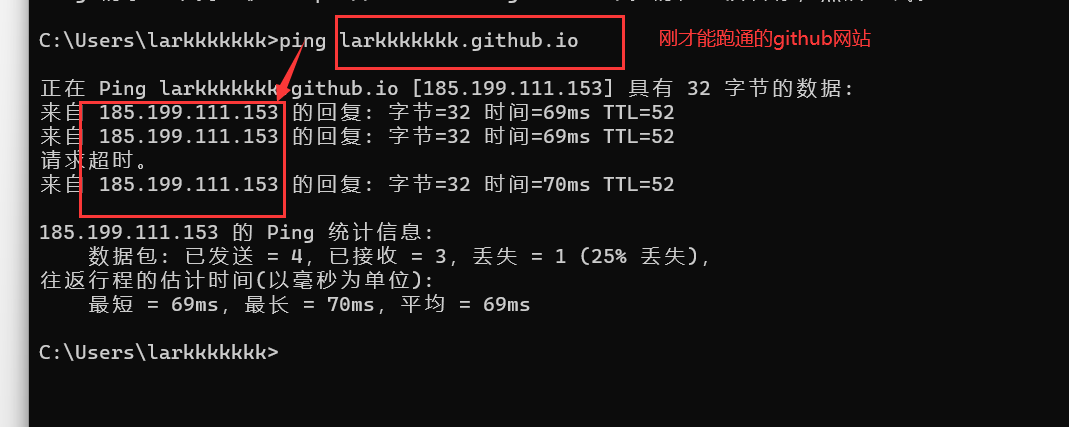 C:\Users\larkkkkkkk>ping larkkkkkkk.github.io
刚才能跑通的github网站
正在 Ping larkkkkkkk.github.io [185.199.111.153] 具有 32 字节的数据:
来自 185.199.111.153 的回复: 字节=32 时间=69ms TTL=52
来自 185.199.111.153 的回复: 字节=32 时间=69ms TTL=52
请求超时。
来自 185.199.111.153 的回复: 字节=32 时间=70ms TTL=52
185.199.111.153 的 Ping 统计信息:
数据包: 已发送 = 4, 已接收 = 3, 丢失 = 1 (25% 丢失),
往返行程的估计时间(以毫秒为单位):
最短 = 69ms, 最长 = 70ms, 平均 = 69ms
C:\Users\larkkkkkkk>